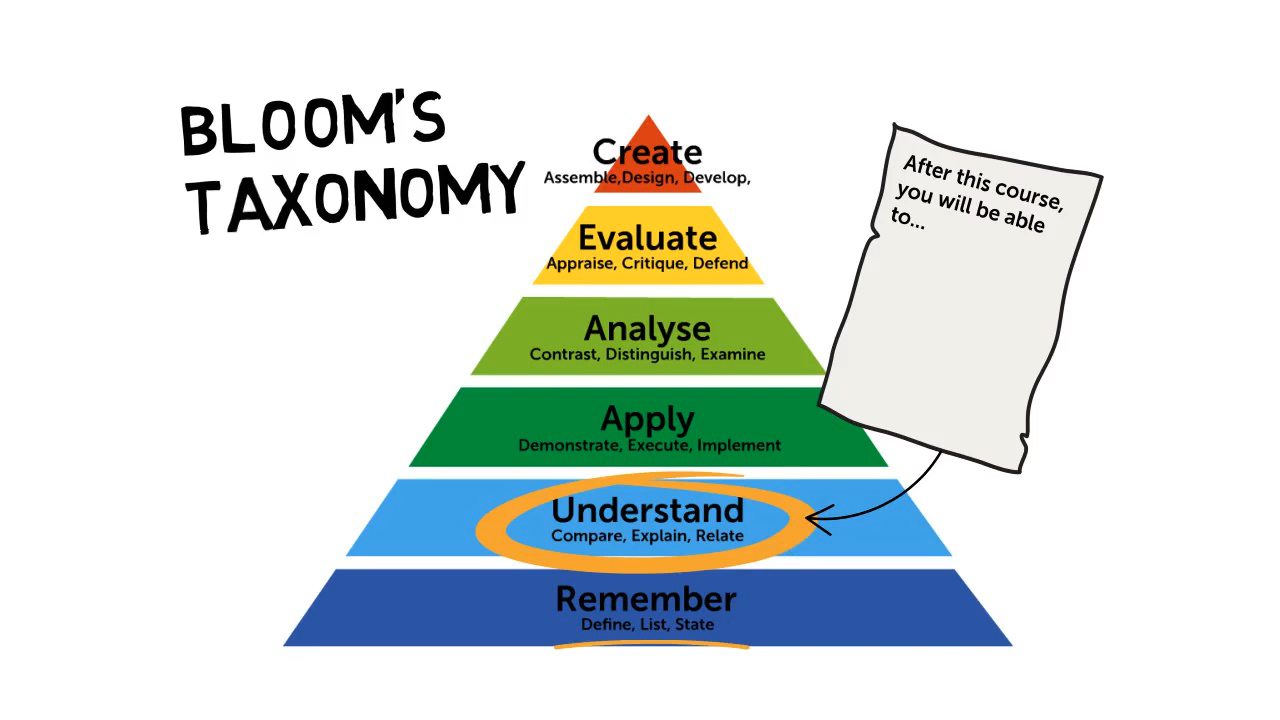 BLOOM'S
TAXONOMY
Create
Assemble,Design, Develop,
Evaluate
Appraise, Critique, Defend
Analyse
Contrast, Distinguish, Examine
Apply
Demonstrate, Execute, Implement
Understand
Compare, Explain, Relate
Remember
Define, List, State
After this course,
you will be able
to...